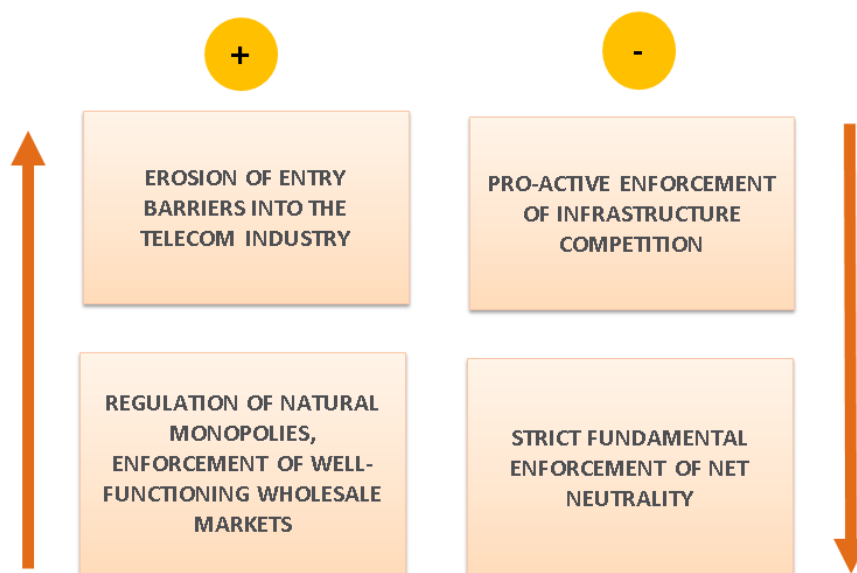 +
-
EROSION OF ENTRY
BARRIERS INTO THE
TELECOM INDUSTRY
PRO-ACTIVE ENFORCEMENT
OF INFRASTRUCTURE
COMPETITION
REGULATION OF NATURAL
MONOPOLIES,
ENFORCEMENT OF WELL-
FUNCTIONING WHOLESALE
MARKETS
STRICT FUNDAMENTAL
ENFORCEMENT OF NET
NEUTRALITY